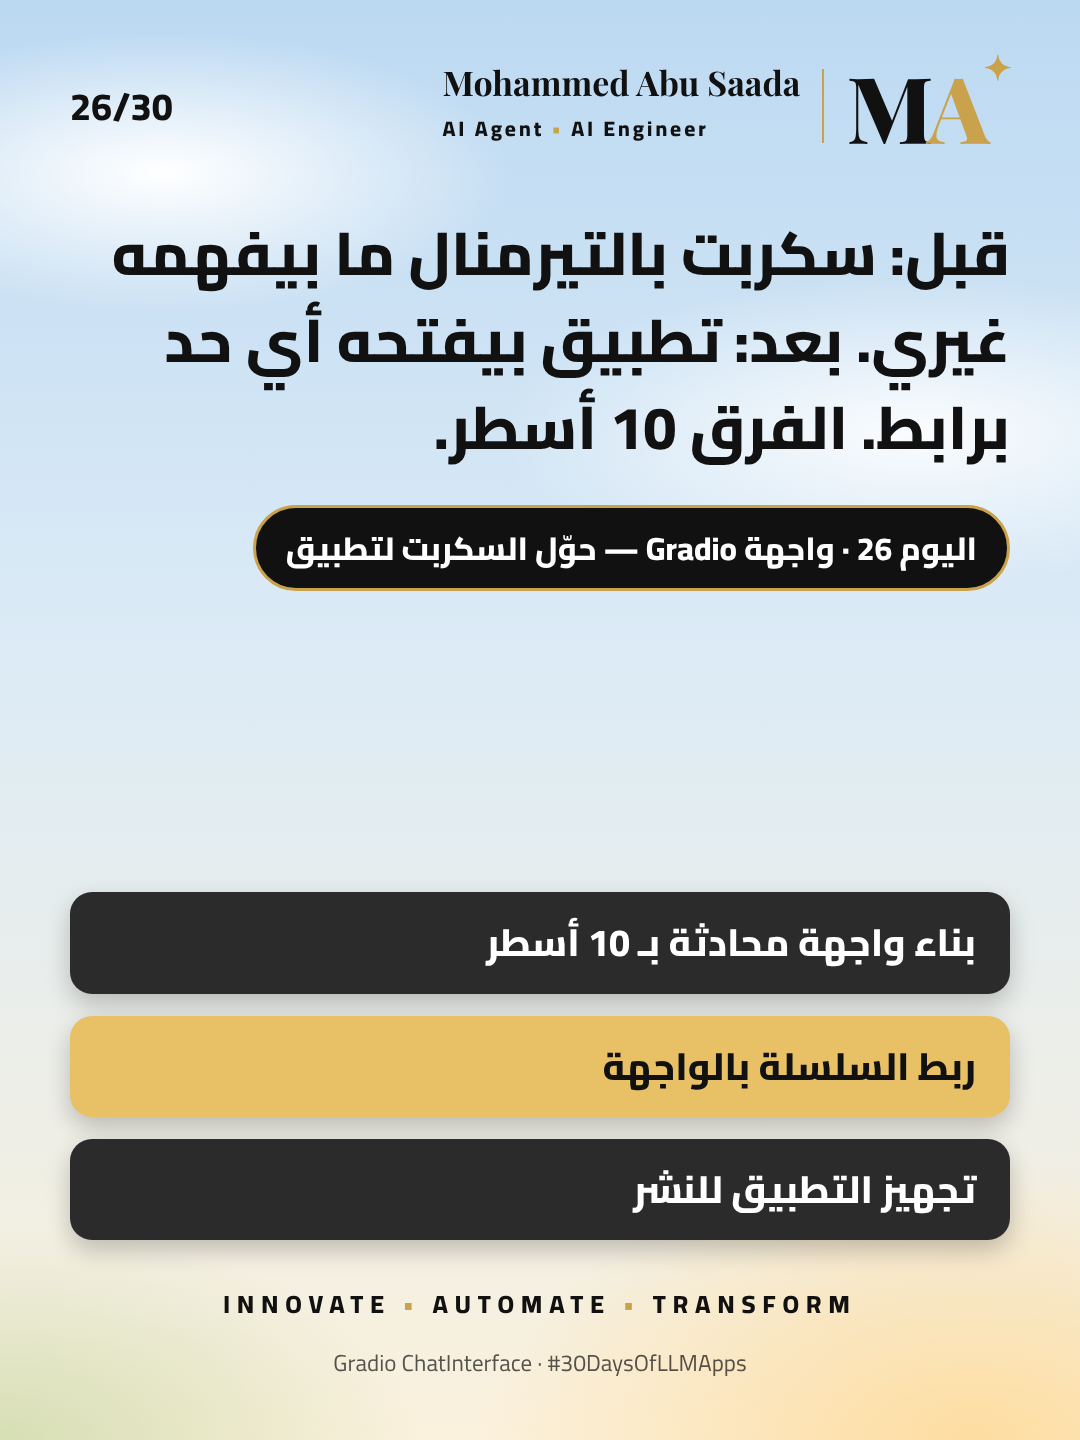 26/30
Mohammed Abu Saada
AI Agent ▪ AI Engineer
MA
قبل: سكربت بالتيرمنال ما بيفهمه
غيري. بعد: تطبيق بيفتحه أي حد
برابط. الفرق 10 أسطر.
اليوم 26 · واجهة Gradio — حوّل السكربت لتطبيق
بناء واجهة محادثة بـ 10 أسطر
ربط السلسلة بالواجهة
تجهيز التطبيق للنشر
INNOVATE ▪ AUTOMATE ▪ TRANSFORM
Gradio ChatInterface · #30DaysOfLLMApps